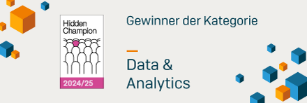 Hidden
Champion
2024/25
Gewinner der Kategorie
Data &
Analytics